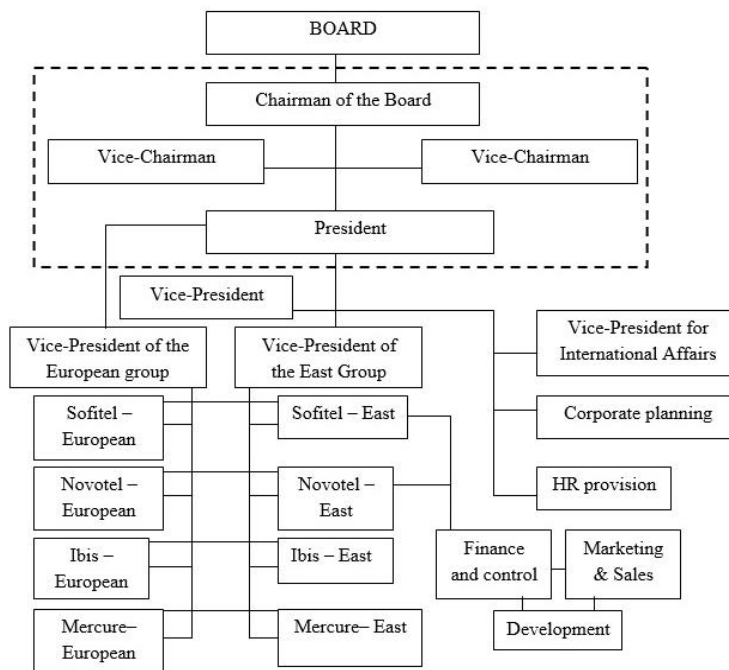 BOARD
Chairman of the Board
Vice-Chairman
Vice-Chairman
President
Vice-President
Vice-President of the
European group
Vice-President of
the East Group
Vice-President for
International Affairs
Sofitel –
European
Sofitel – East
Corporate planning
Novotel –
European
Novotel –
East
HR provision
Ibis –
European
Ibis – East
Finance
and control
Marketing
& Sales
Mercure–
European
Mercure– East
Development